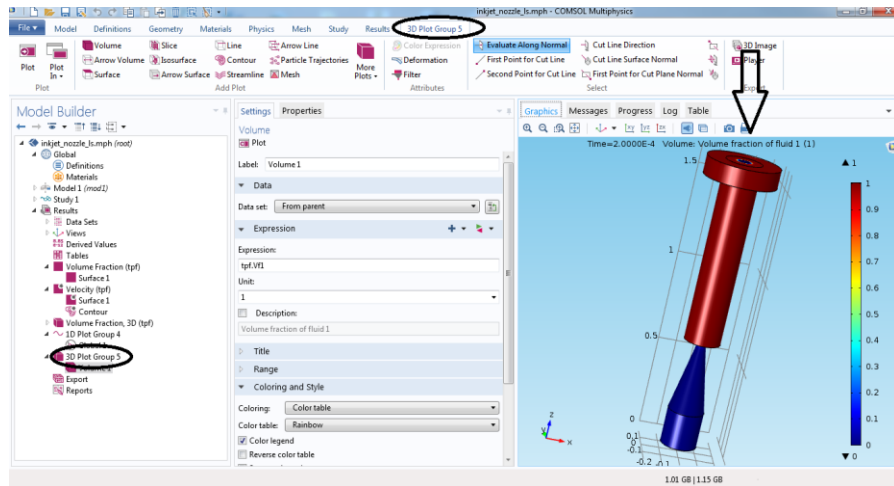 inkjet_nozzle_ls.mph - COMSOL Multiphysics
File Model Definitions Geometry Materials Physics Mesh Study Results 3D Plot Group 5
Plot
Plot In
Volume
Arrow Volume
Surface
Slice
Isosurface
Arrow Surface
Line
Contour
Streamline
Arrow Line
Particle Trajectories
Mesh
More Plots
Color Expression
Deformation
Filter
Evaluate Along Normal
First Point for Cut Line
Second Point for Cut Line
Cut Line Direction
Cut Line Surface Normal
First Point for Cut Plane Normal
3D Image
Player
Plot Add Plot Attributes Select Export
Model Builder
inkjet_nozzle_ls.mph (root)
Global
Definitions
Materials
Model 1 (mod1)
Study 1
Results
Data Sets
Views
Derived Values
Tables
Volume Fraction (tpf)
Surface 1
Velocity (tpf)
Surface 1
Contour
Volume Fraction, 3D (tpf)
1D Plot Group 4
3D Plot Group 5
Export
Reports
Settings Properties
Volume
Plot
Label: Volume 1
Data
Data set: From parent
Expression
Expression:
tpf.Vf1
Unit:
1
Description:
Volume fraction of fluid 1
Title
Range
Coloring and Style
Coloring: Color table
Color table: Rainbow
Color legend
Reverse color table
Graphics Messages Progress Log Table
Time=2.0000E-4 Volume: Volume fraction of fluid 1 (1)
1.5
1
0.5
0
0.1
0
-0.1
-0.2
-0.1
z
y
x
1
1
0.9
0.8
0.7
0.6
0.5
0.4
0.3
0.2
0.1
0
0
1.01 GB | 1.15 GB